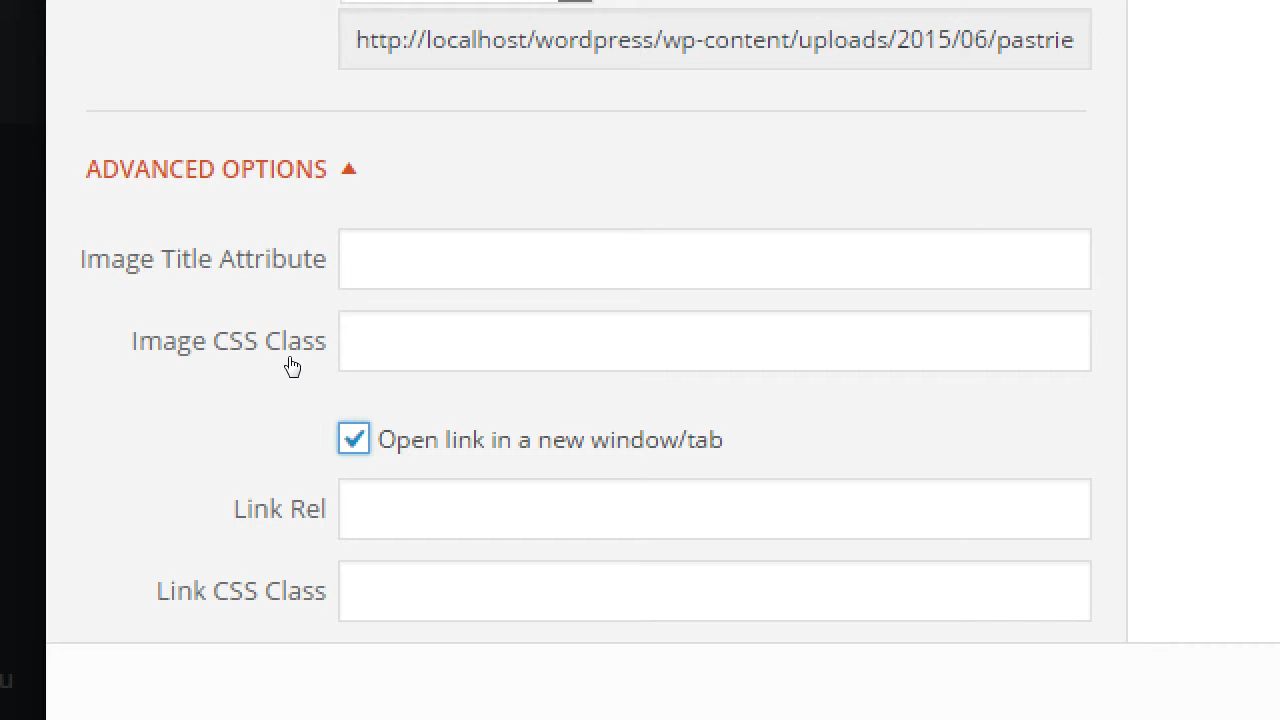 http://localhost/wordpress/wp-content/uploads/2015/06/pastrie
ADVANCED OPTIONS
Image Title Attribute
Image CSS Class
Open link in a new window/tab
Link Rel
Link CSS Class
u